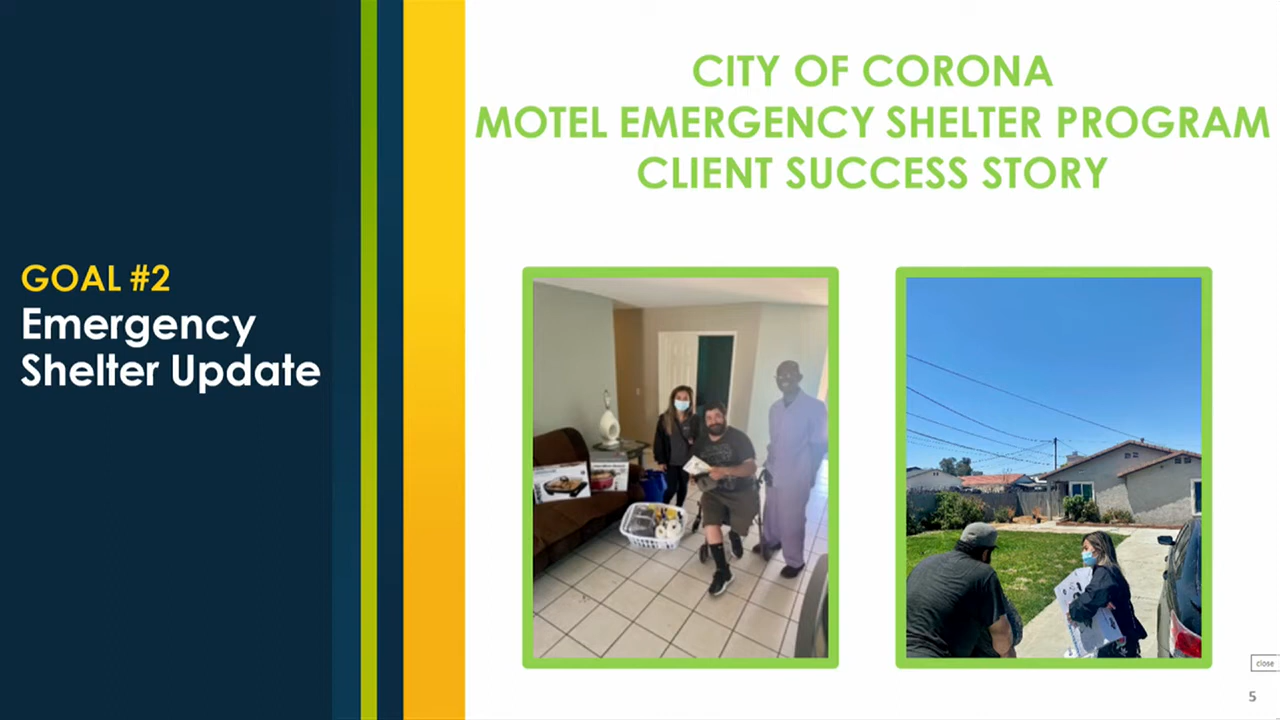 CITY OF CORONA
MOTEL EMERGENCY SHELTER PROGRAM
CLIENT SUCCESS STORY
GOAL #2
Emergency
Shelter Update
close
5